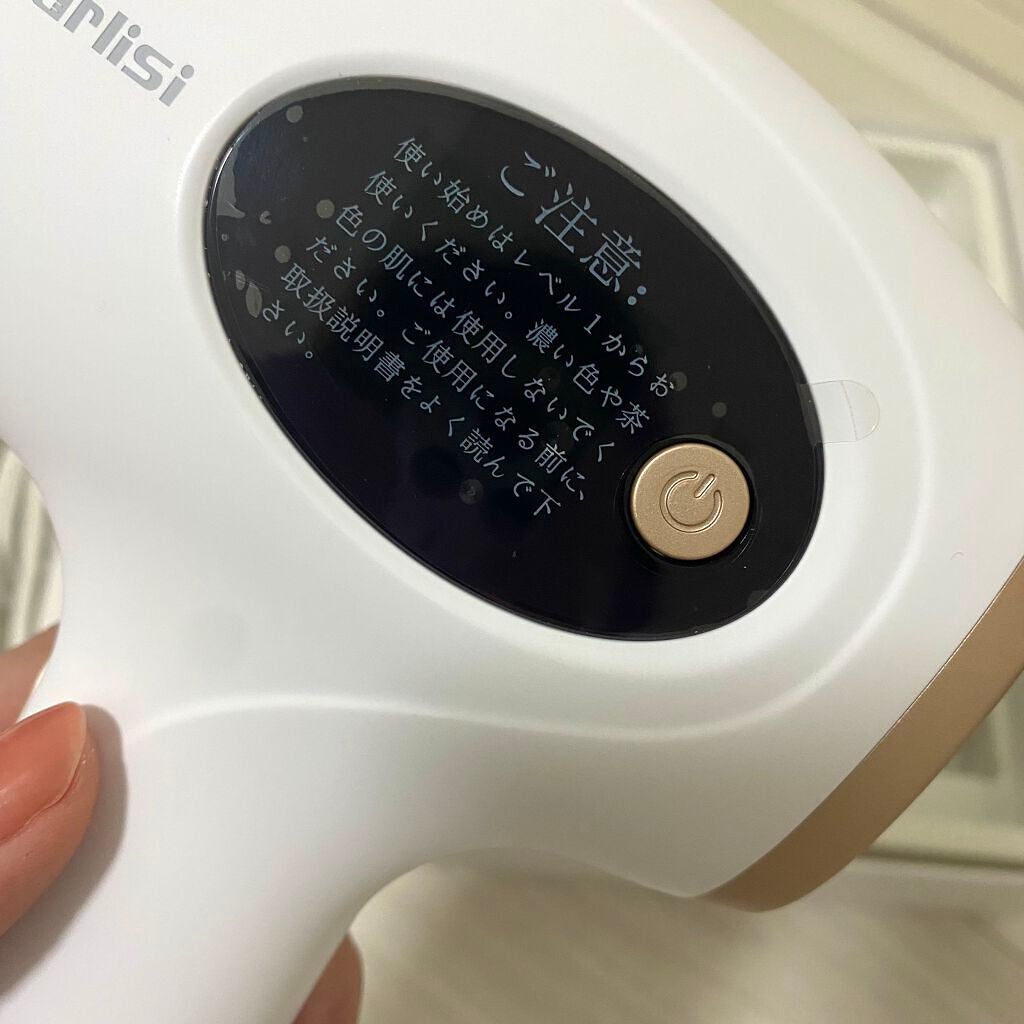 arlisi
ご注意:
使い始めはレベル1からお
使いください。濃い色や茶
色の肌には使用しないでく
ださい。ご使用になる前に、
取扱説明書をよく読んで下
さい。